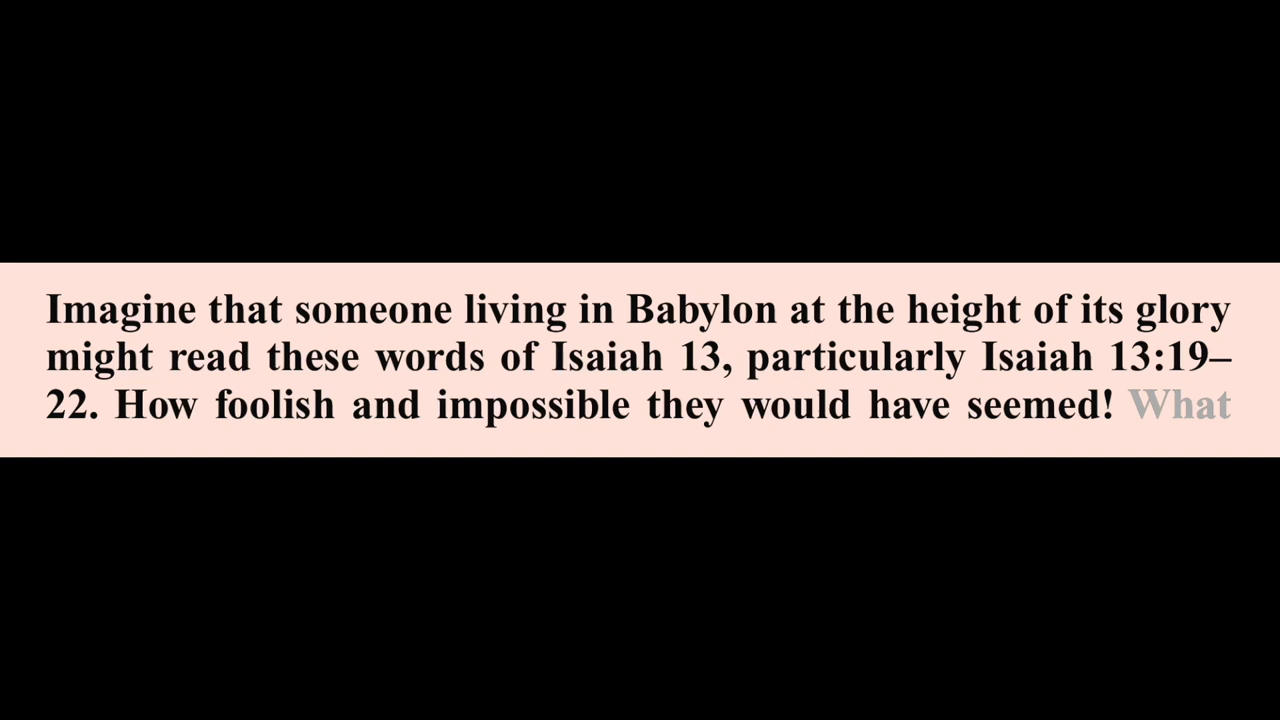 Imagine that someone living in Babylon at the height of its glory
might read these words of Isaiah 13, particularly Isaiah 13:19–
22. How foolish and impossible they would have seemed! What